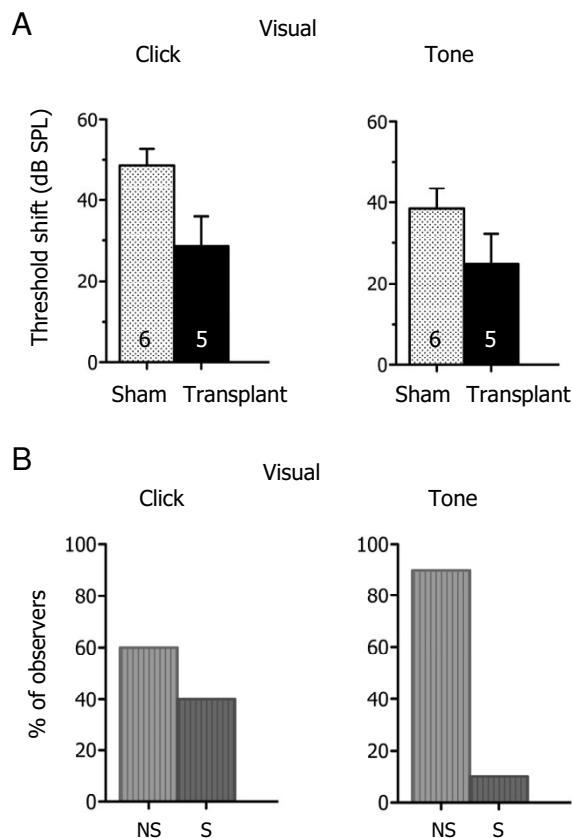 A
Visual
Click
Tone
Threshold shift (dB SPL)
60
40
20
0
6
5
Sham
Transplant
60
40
20
0
6
5
Sham
Transplant
B
Visual
Click
Tone
% of observers
100
80
60
40
20
0
NS
S
100
80
60
40
20
0
NS
S